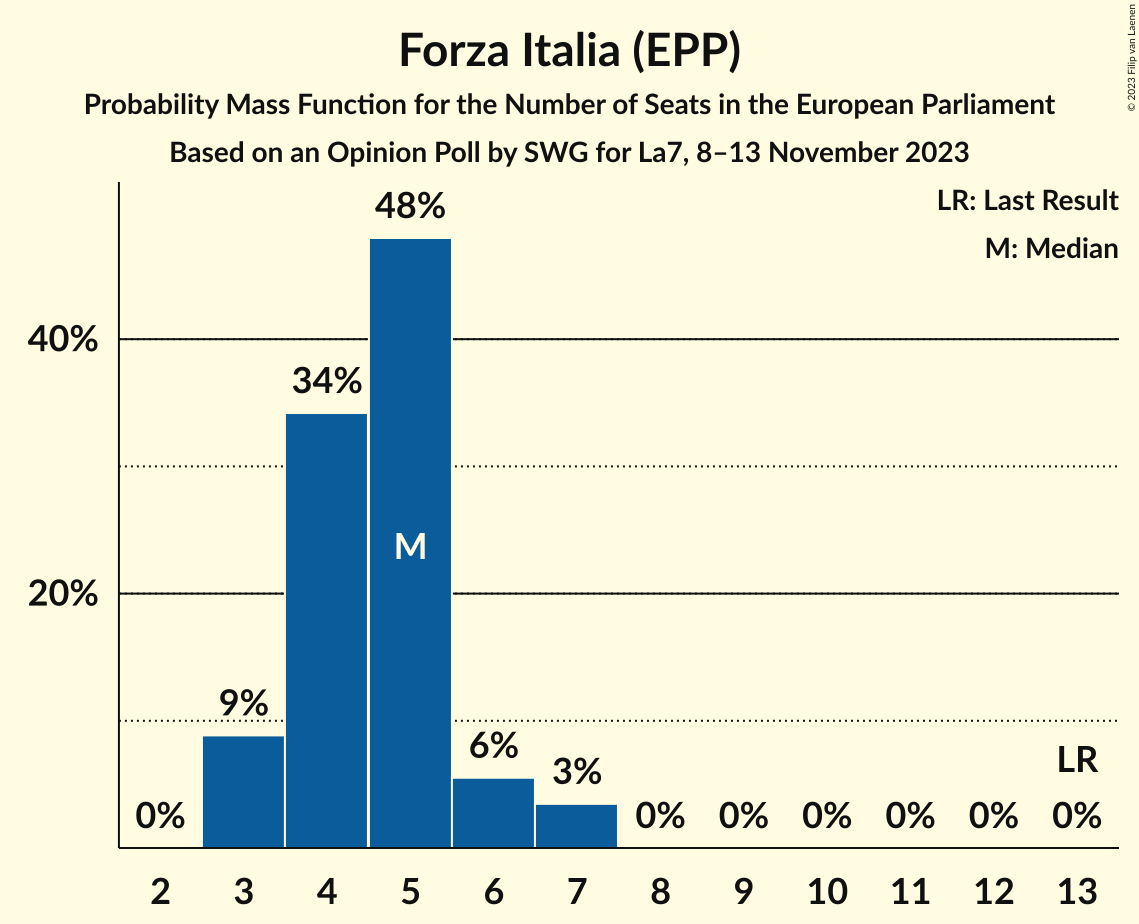 Forza Italia (EPP)
Probability Mass Function for the Number of Seats in the European Parliament
Based on an Opinion Poll by SWG for La7, 8–13 November 2023
© 2023 Filip van Laenen
LR: Last Result
M: Median
48%
40%
34%
M
20%
9%
6%
3%
LR
0%
0%
0%
0%
0%
0%
0%
2 3 4 5 6 7 8 9 10 11 12 13